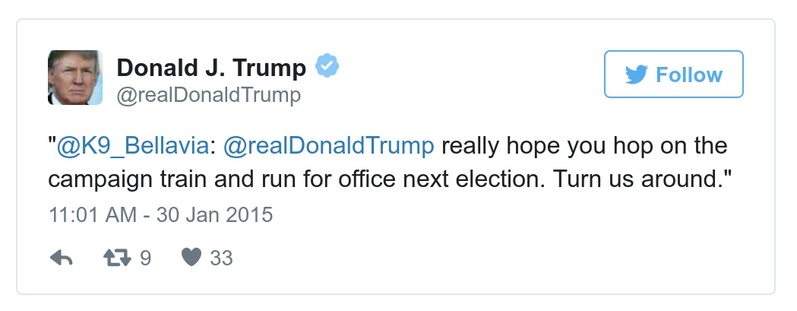 Donald J. Trump
@realDonaldTrump
Follow
"@K9_Bellavia: @realDonaldTrump really hope you hop on the
campaign train and run for office next election. Turn us around."
11:01 AM - 30 Jan 2015
9 33